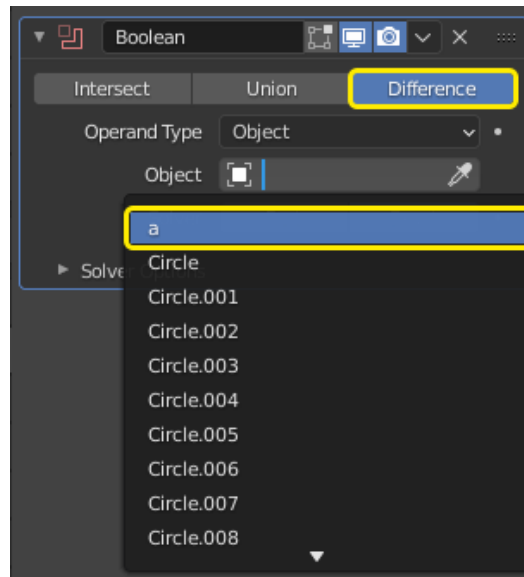 Boolean
Intersect Union Difference
Operand Type Object
Object
a
Circle
Solve
Circle.001
Circle.002
Circle.003
Circle.004
Circle.005
Circle.006
Circle.007
Circle.008